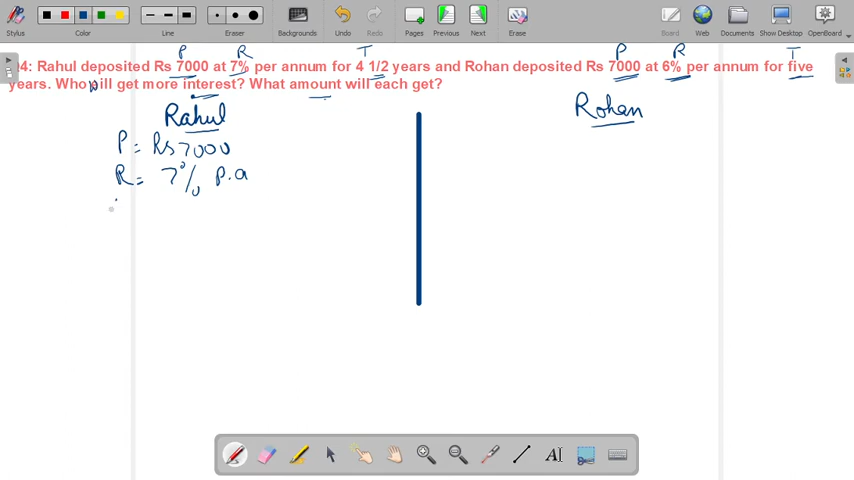 Stylus Color Line Eraser Backgrounds Undo Redo Pages Previous Next Erase Board Web Documents Show Desktop OpenBoard
P R T P R T
4: Rahul deposited Rs 7000 at 7% per annum for 4 1/2 years and Rohan deposited Rs 7000 at 6% per annum for five
years. Who will get more interest? What amount will each get?
Rahul Rohan
P = Rs 7000
R = 7% P.a